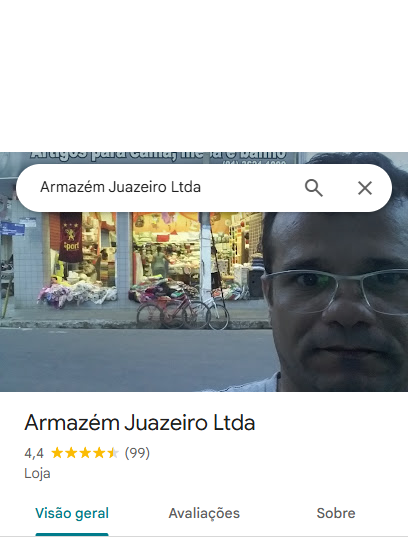 Artigos para cama, mesa e banho
Armazém Juazeiro Ltda
Sport
Armazém Juazeiro Ltda
4,4 (99)
Loja
Visão geral Avaliações Sobre